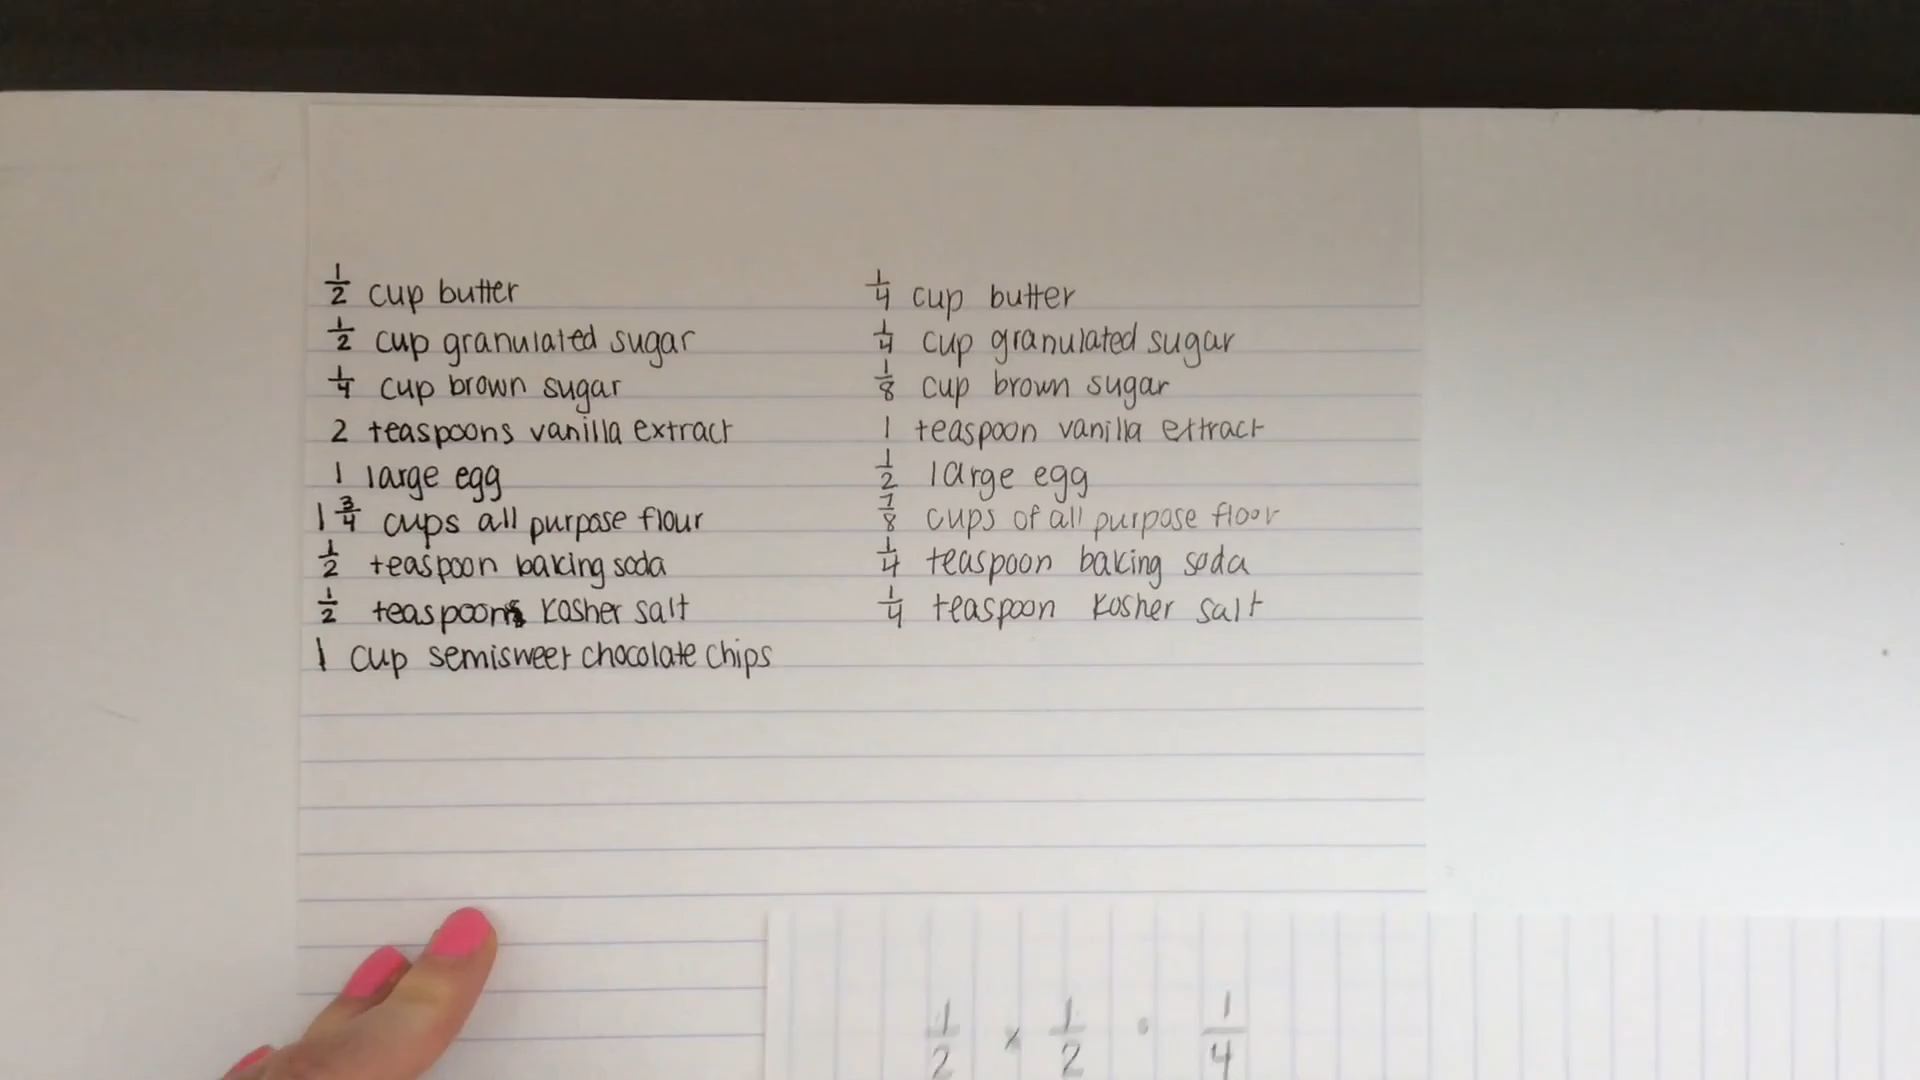 1/2 cup butter
1/2 cup granulated sugar
1/4 cup brown sugar
2 teaspoons vanilla extract
1 large egg
1 3/4 cups all purpose flour
1/2 teaspoon baking soda
1/2 teaspoons kosher salt
1 cup semisweet chocolate chips
1/4 cup butter
1/4 cup granulated sugar
1/8 cup brown sugar
1 teaspoon vanilla extract
1/2 large egg
7/8 cups of all purpose floor
1/4 teaspoon baking soda
1/4 teaspoon kosher salt
1/2 x 1/2 1/4